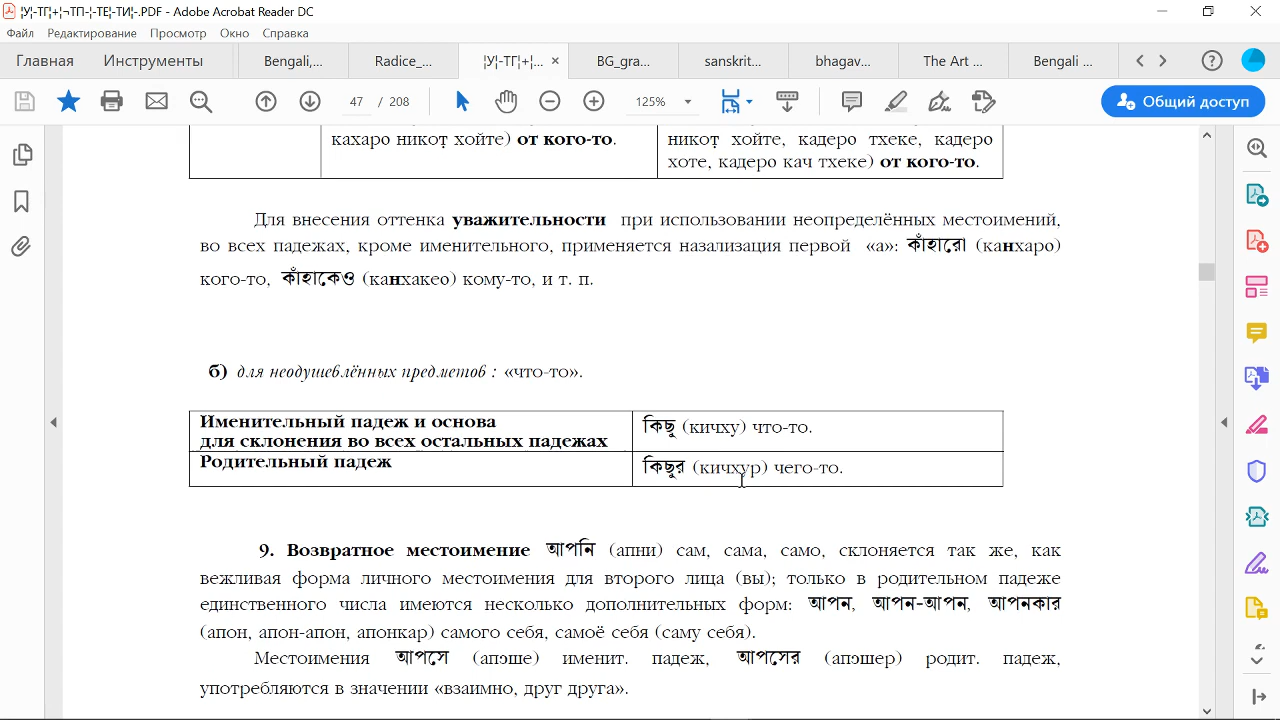 ¦У¦-ТГ¦+¦¬ТП-¦-ТЕ¦-ТИ¦-.PDF - Adobe Acrobat Reader DC
Файл Редактирование Просмотр Окно Справка
Главная Инструменты Bengali,... Radice_... ¦У¦-ТГ¦+¦... × BG_gra... sanskrit... bhagav... The Art ... Bengali ...
47 / 208 125% Общий доступ
кахаро никот̣ хойте) от кого-то. никот̣ хойте, кадеро тхеке, кадеро
хоте, кадеро кач тхеке) от кого-то.
Для внесения оттенка уважительности при использовании неопределённых местоимений,
во всех падежах, кроме именительного, применяется назализация первой «а»: কাঁহারো (канхаро)
кого-то, কাঁহাকেও (канхакео) кому-то, и т. п.
б) для неодушевлённых предметов : «что-то».
Именительный падеж и основа
для склонения во всех остальных падежах কিছু (кичху) что-то.
Родительный падеж কিছুর (кичхур) чего-то.
9. Возвратное местоимение আপনি (апни) сам, сама, само, склоняется так же, как
вежливая форма личного местоимения для второго лица (вы); только в родительном падеже
единственного числа имеются несколько дополнительных форм: আপন, আপন-আপন, আপনকার
(апон, апон-апон, апонкар) самого себя, самоё себя (саму себя).
Местоимения আপসে (апэше) именит. падеж, আপসের (апэшер) родит. падеж,
употребляются в значении «взаимно, друг друга».